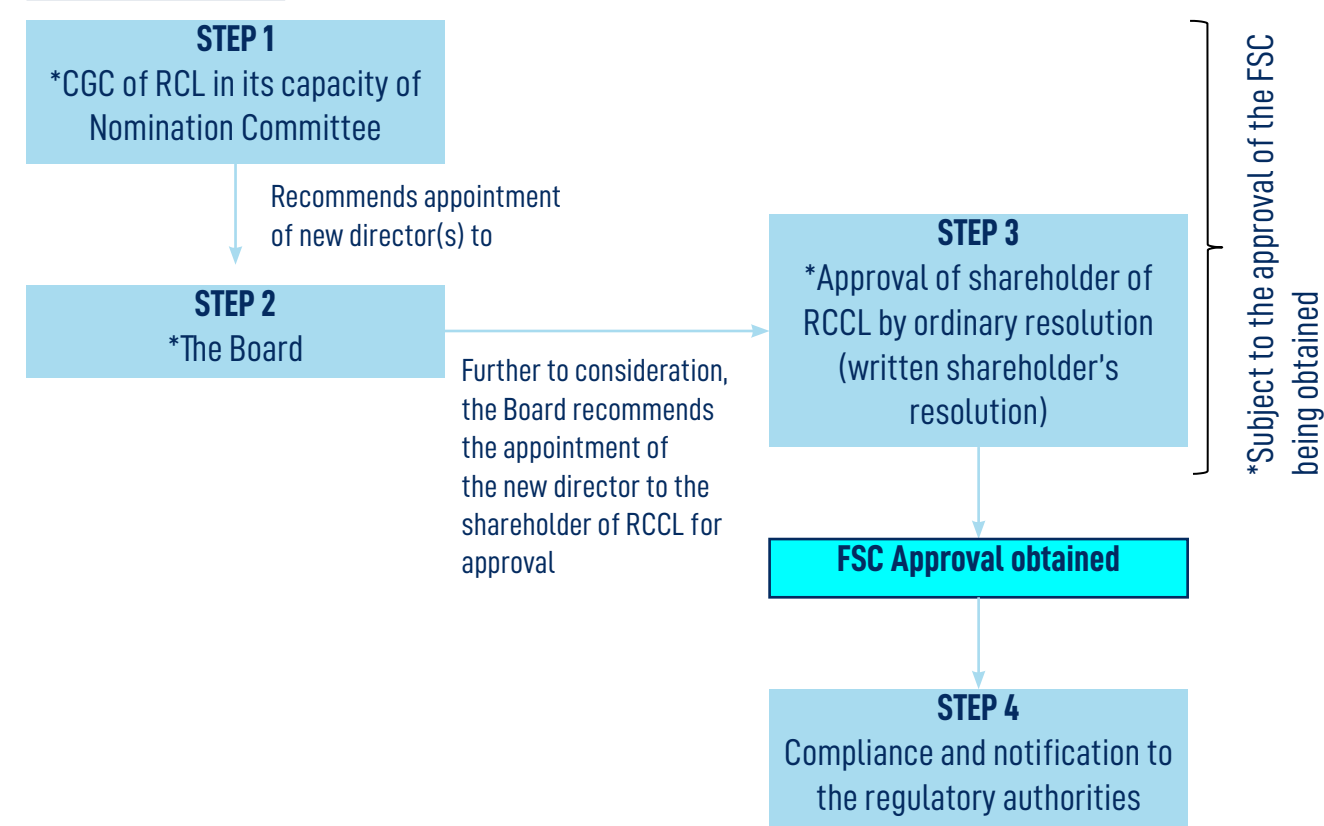 STEP 1
*CGC of RCL in its capacity of
Nomination Committee
Recommends appointment
of new director(s) to
STEP 2
*The Board
Further to consideration,
the Board recommends
the appointment of
the new director to the
shareholder of RCCL for
approval
STEP 3
*Approval of shareholder of
RCCL by ordinary resolution
(written shareholder's
resolution)
*Subject to the approval of the FSC
being obtained
FSC Approval obtained
STEP 4
Compliance and notification to
the regulatory authorities